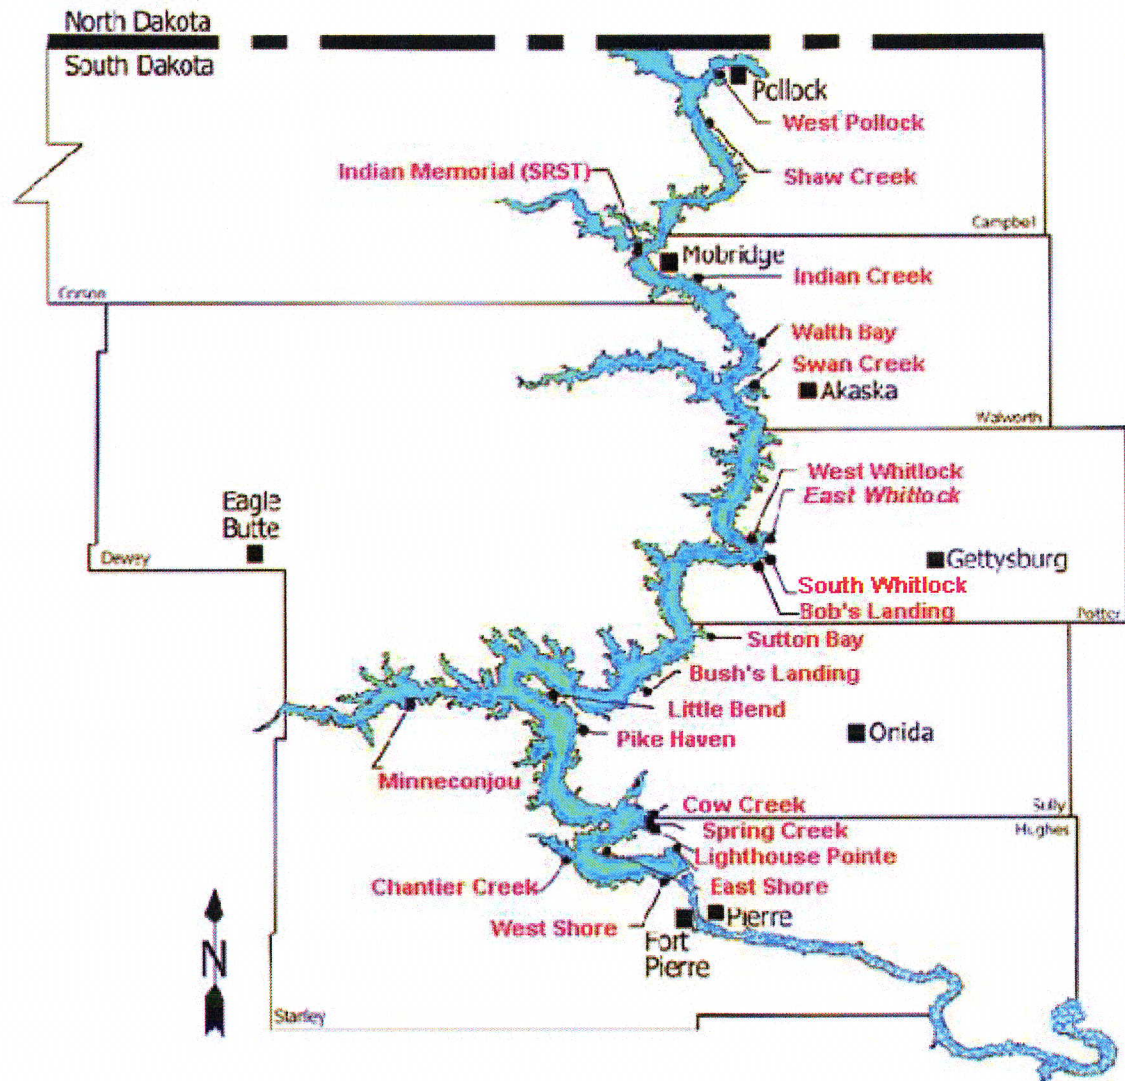 North Dakota
South Dakota
Pollock
West Pollock
Indian Memorial (SRST)
Shaw Creek
Campbell
Mobridge
Indian Creek
Corson
Walth Bay
Swan Creek
Akaska
Walworth
West Whitlock
East Whitlock
Eagle
Butte
Dewey
Gettysburg
South Whitlock
Bob's Landing
Potter
Sutton Bay
Bush's Landing
Little Bend
Onida
Pike Haven
Minneconjou
Cow Creek
Sully
Spring Creek
Hughes
Lighthouse Pointe
Chantier Creek
East Shore
West Shore
Pierre
Fort
Pierre
N
Stanley